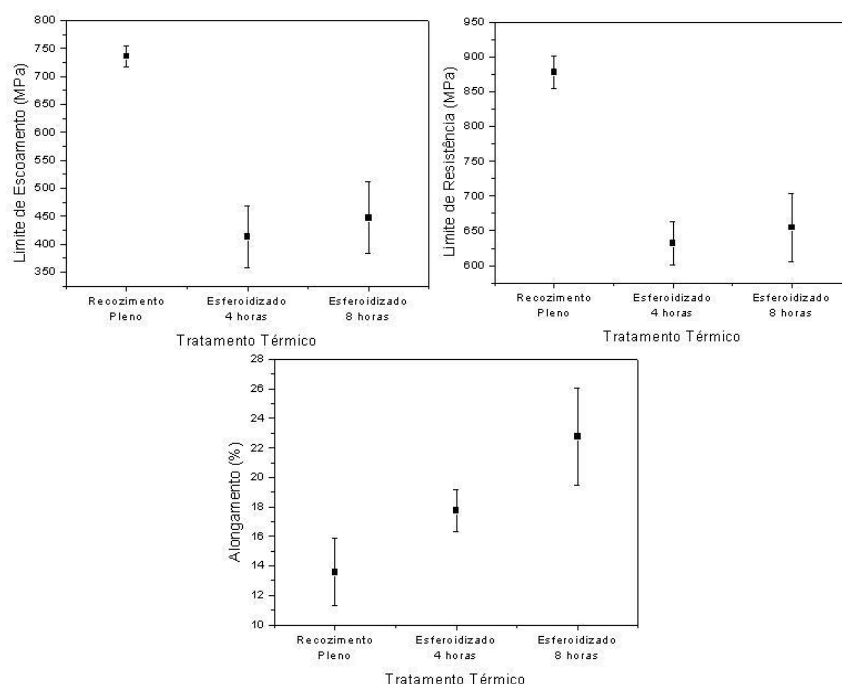 Limite de Escoamento (MPa)
800
750
700
650
600
550
500
450
400
350
Recozimento
Pleno
Esferoidizado
4 horas
Esferoidizado
8 horas
Tratamento Térmico
Limite de Resistência (MPa)
950
900
850
800
750
700
650
600
Recozimento
Pleno
Esferoidizado
4 horas
Esferoidizado
8 horas
Tratamento Térmico
Alongamento (%)
28
26
24
22
20
18
16
14
12
10
Recozimento
Pleno
Esferoidizado
4 horas
Esferoidizado
8 horas
Tratamento Térmico